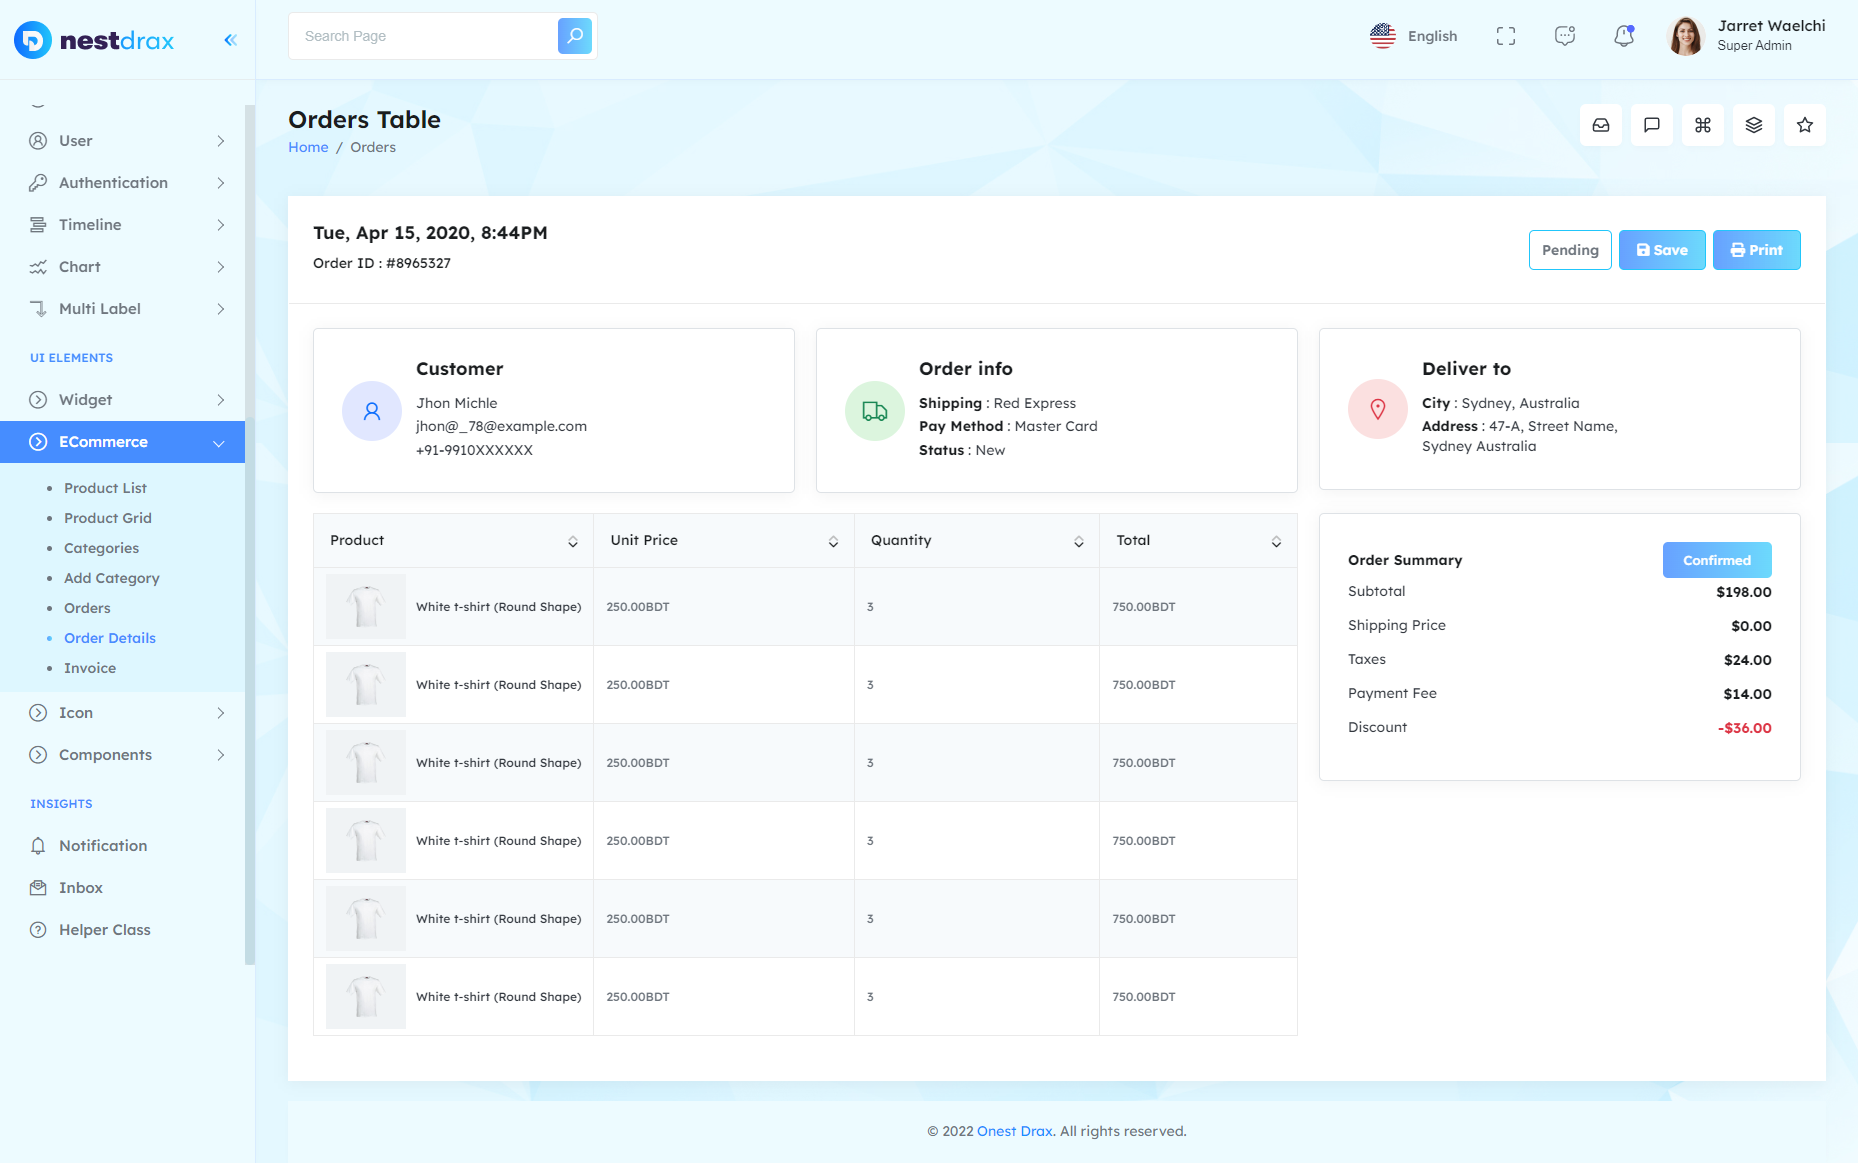 nestdrax
Search Page
English
Jarret Waelchi
Super Admin
User
Authentication
Timeline
Chart
Multi Label
UI ELEMENTS
Widget
ECommerce
Product List
Product Grid
Categories
Add Category
Orders
Order Details
Invoice
Icon
Components
INSIGHTS
Notification
Inbox
Helper Class
Orders Table
Home / Orders
Tue, Apr 15, 2020, 8:44PM
Order ID : #8965327
Pending
Save
Print
Customer
Jhon Michle
jhon@_78@example.com
+91-9910XXXXXX
Order info
Shipping : Red Express
Pay Method : Master Card
Status : New
Deliver to
City : Sydney, Australia
Address : 47-A, Street Name,
Sydney Australia
Product Unit Price Quantity Total
White t-shirt (Round Shape) 250.00BDT 3 750.00BDT
White t-shirt (Round Shape) 250.00BDT 3 750.00BDT
White t-shirt (Round Shape) 250.00BDT 3 750.00BDT
White t-shirt (Round Shape) 250.00BDT 3 750.00BDT
White t-shirt (Round Shape) 250.00BDT 3 750.00BDT
White t-shirt (Round Shape) 250.00BDT 3 750.00BDT
Order Summary Confirmed
Subtotal $198.00
Shipping Price $0.00
Taxes $24.00
Payment Fee $14.00
Discount -$36.00
© 2022 Onest Drax. All rights reserved.